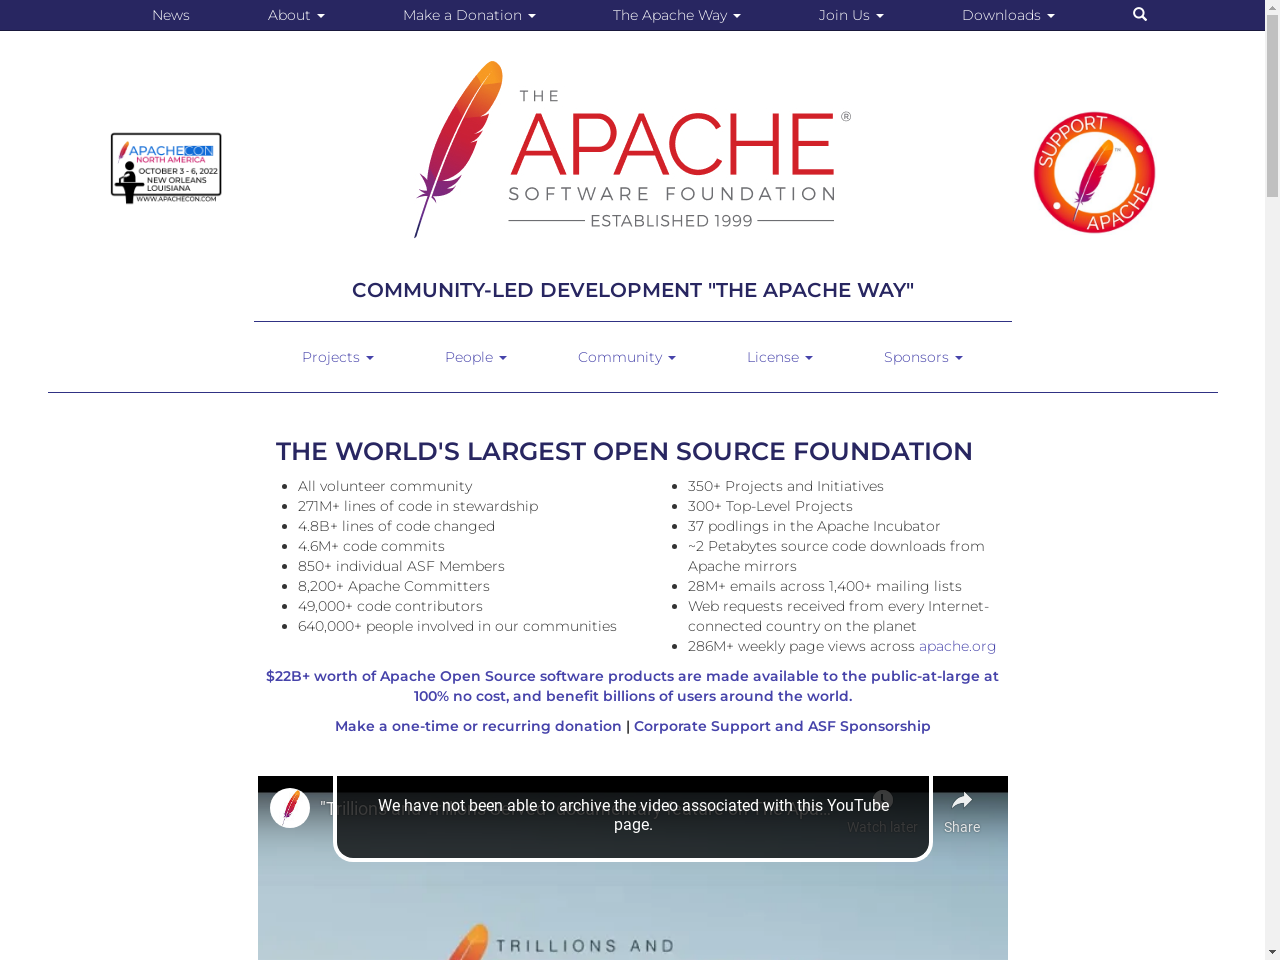 News About Make a Donation The Apache Way Join Us Downloads
APACHECON
NORTH AMERICA
OCTOBER 3 - 6, 2022
NEW ORLEANS
LOUISIANA
WWW.APACHECON.COM
THE
APACHE®
SOFTWARE FOUNDATION
ESTABLISHED 1999
SUPPORT
APACHE
™
COMMUNITY-LED DEVELOPMENT "THE APACHE WAY"
Projects People Community License Sponsors
THE WORLD'S LARGEST OPEN SOURCE FOUNDATION
All volunteer community
271M+ lines of code in stewardship
4.8B+ lines of code changed
4.6M+ code commits
850+ individual ASF Members
8,200+ Apache Committers
49,000+ code contributors
640,000+ people involved in our communities
350+ Projects and Initiatives
300+ Top-Level Projects
37 podlings in the Apache Incubator
~2 Petabytes source code downloads from
Apache mirrors
28M+ emails across 1,400+ mailing lists
Web requests received from every Internet-
connected country on the planet
286M+ weekly page views across apache.org
$22B+ worth of Apache Open Source software products are made available to the public-at-large at
100% no cost, and benefit billions of users around the world.
Make a one-time or recurring donation | Corporate Support and ASF Sponsorship
"Trillions and Trillions Served" documentary feature on The Apa...
We have not been able to archive the video associated with this YouTube
page.
Watch later
Share
TRILLIONS AND